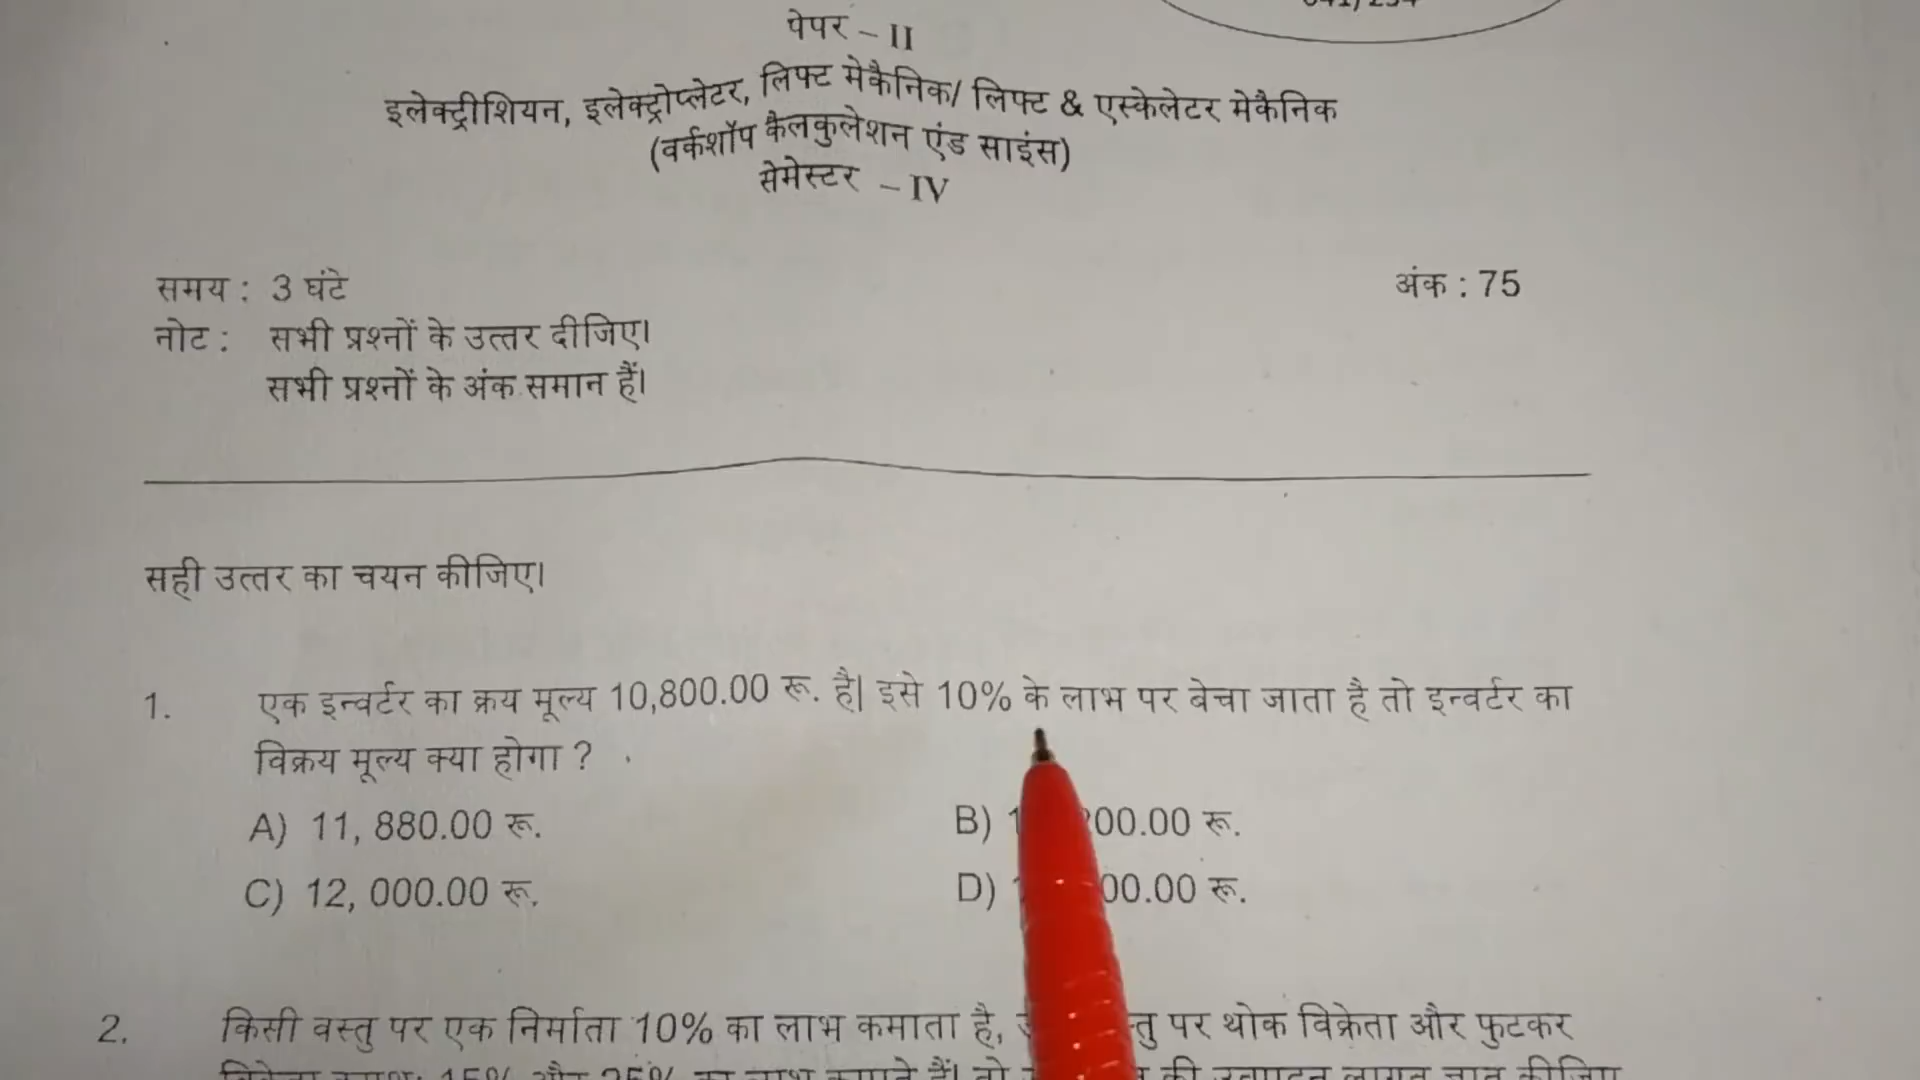 पेपर – II
इलेक्ट्रीशियन, इलेक्ट्रोप्लेटर, लिफ्ट मेकैनिक/ लिफ्ट & एस्केलेटर मेकैनिक
(वर्कशॉप कैलकुलेशन एंड साइंस)
सेमेस्टर – IV
समय : 3 घंटे अंक : 75
नोट : सभी प्रश्नों के उत्तर दीजिए।
सभी प्रश्नों के अंक समान हैं।
सही उत्तर का चयन कीजिए।
1. एक इन्वर्टर का क्रय मूल्य 10,800.00 रू. है| इसे 10% के लाभ पर बेचा जाता है तो इन्वर्टर का
विक्रय मूल्य क्या होगा ?
A) 11, 880.00 रू. B) 00.00 रू.
C) 12, 000.00 रू. D) 00.00 रू.
2. किसी वस्तु पर एक निर्माता 10% का लाभ कमाता है, पर थोक विक्रेता और फुटकर